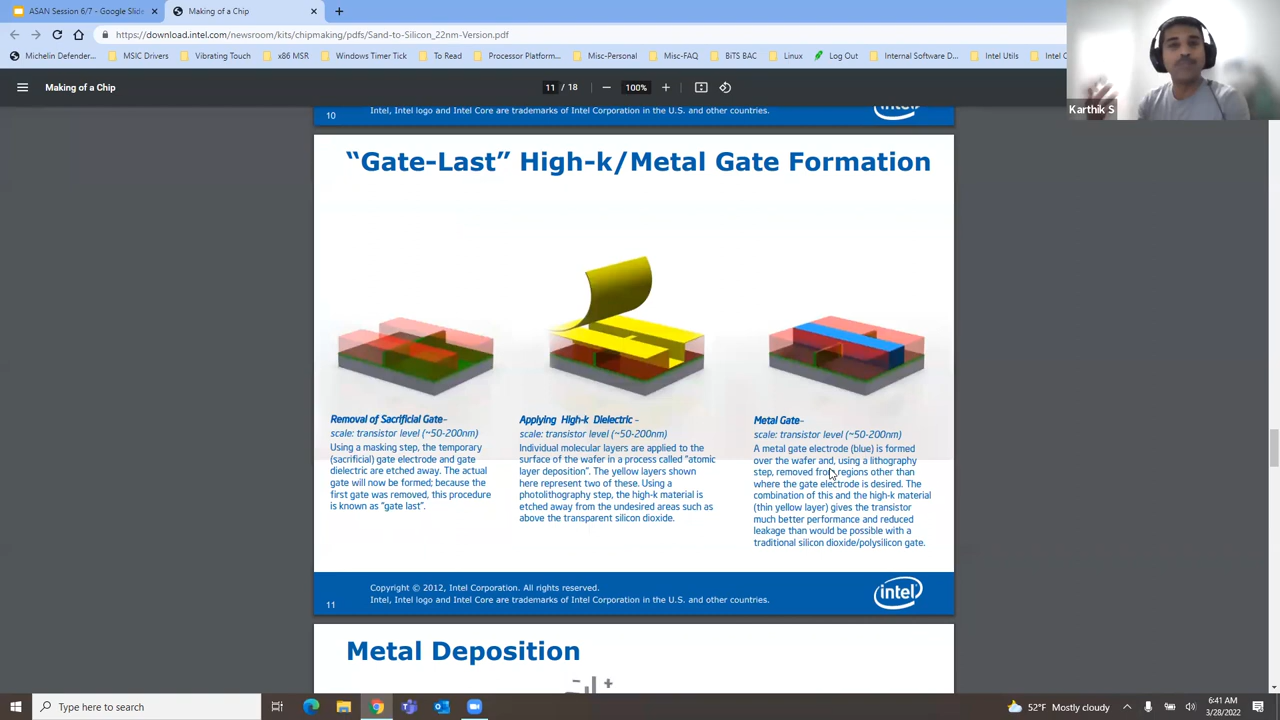 ASAN Session 6/7 - Google Slid
Making of a Chip
https://download.intel.com/newsroom/kits/chipmaking/pdfs/Sand-to-Silicon_22nm-Version.pdf
Michelin Defender... MSIC Drivers Vibrating Touch x86 MSR Windows Timer Tick To Read Processor Platform... Misc-Personal Misc-FAQ BiTS BAC Linux Log Out Internal Software D... Intel Utils Intel
Karthik S
Making of a Chip
11 / 18
100%
Intel, Intel logo and Intel Core are trademarks of Intel Corporation in the U.S. and other countries.
10
intel
“Gate-Last” High-k/Metal Gate Formation
Removal of Sacrificial Gate–
scale: transistor level (~50-200nm)
Using a masking step, the temporary
(sacrificial) gate electrode and gate
dielectric are etched away. The actual
gate will now be formed; because the
first gate was removed, this procedure
is known as “gate last”.
Applying High-k Dielectric –
scale: transistor level (~50-200nm)
Individual molecular layers are applied to the
surface of the wafer in a process called “atomic
layer deposition”. The yellow layers shown
here represent two of these. Using a
photolithography step, the high-k material is
etched away from the undesired areas such as
above the transparent silicon dioxide.
Metal Gate–
scale: transistor level (~50-200nm)
A metal gate electrode (blue) is formed
over the wafer and, using a lithography
step, removed from regions other than
where the gate electrode is desired. The
combination of this and the high-k material
(thin yellow layer) gives the transistor
much better performance and reduced
leakage than would be possible with a
traditional silicon dioxide/polysilicon gate.
Copyright © 2012, Intel Corporation. All rights reserved.
Intel, Intel logo and Intel Core are trademarks of Intel Corporation in the U.S. and other countries.
11
intel
Metal Deposition
Type here to search
52°F Mostly cloudy
6:41 AM
3/28/2022